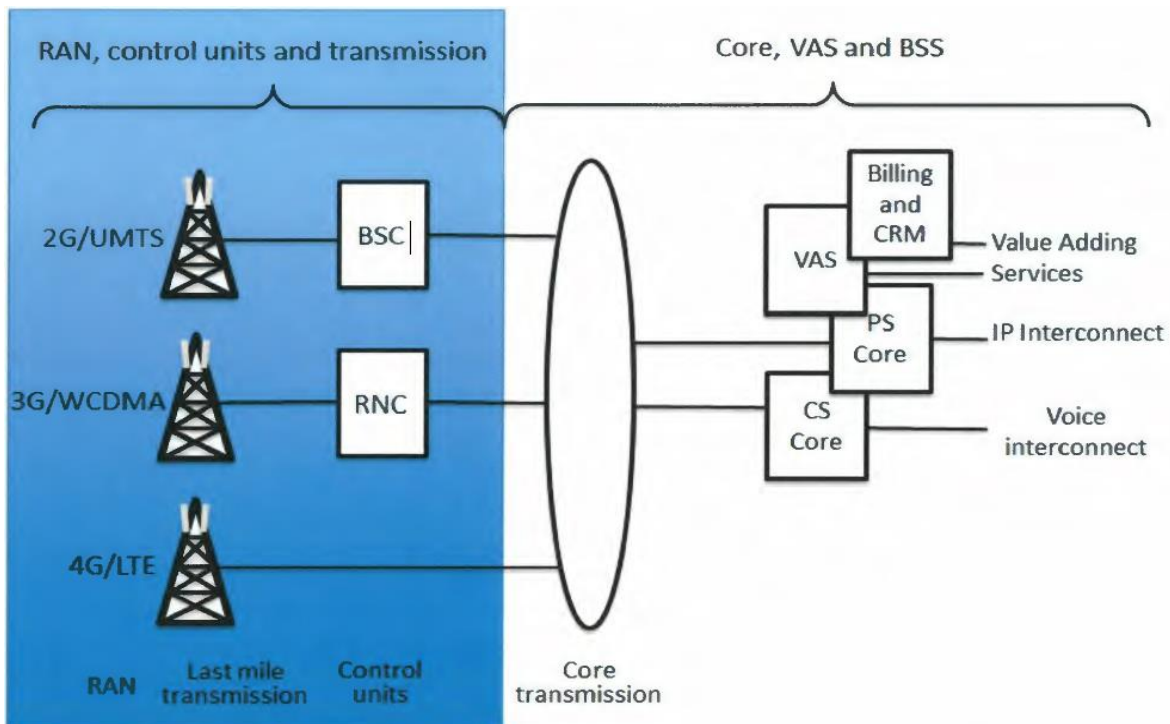 RAN, control units and transmission
Core, VAS and BSS
2G/UMTS
BSC
Billing
and
CRM
VAS
Value Adding
Services
PS
Core
IP Interconnect
3G/WCDMA
RNC
CS
Core
Voice
interconnect
4G/LTE
RAN
Last mile
transmission
Control
units
Core
transmission